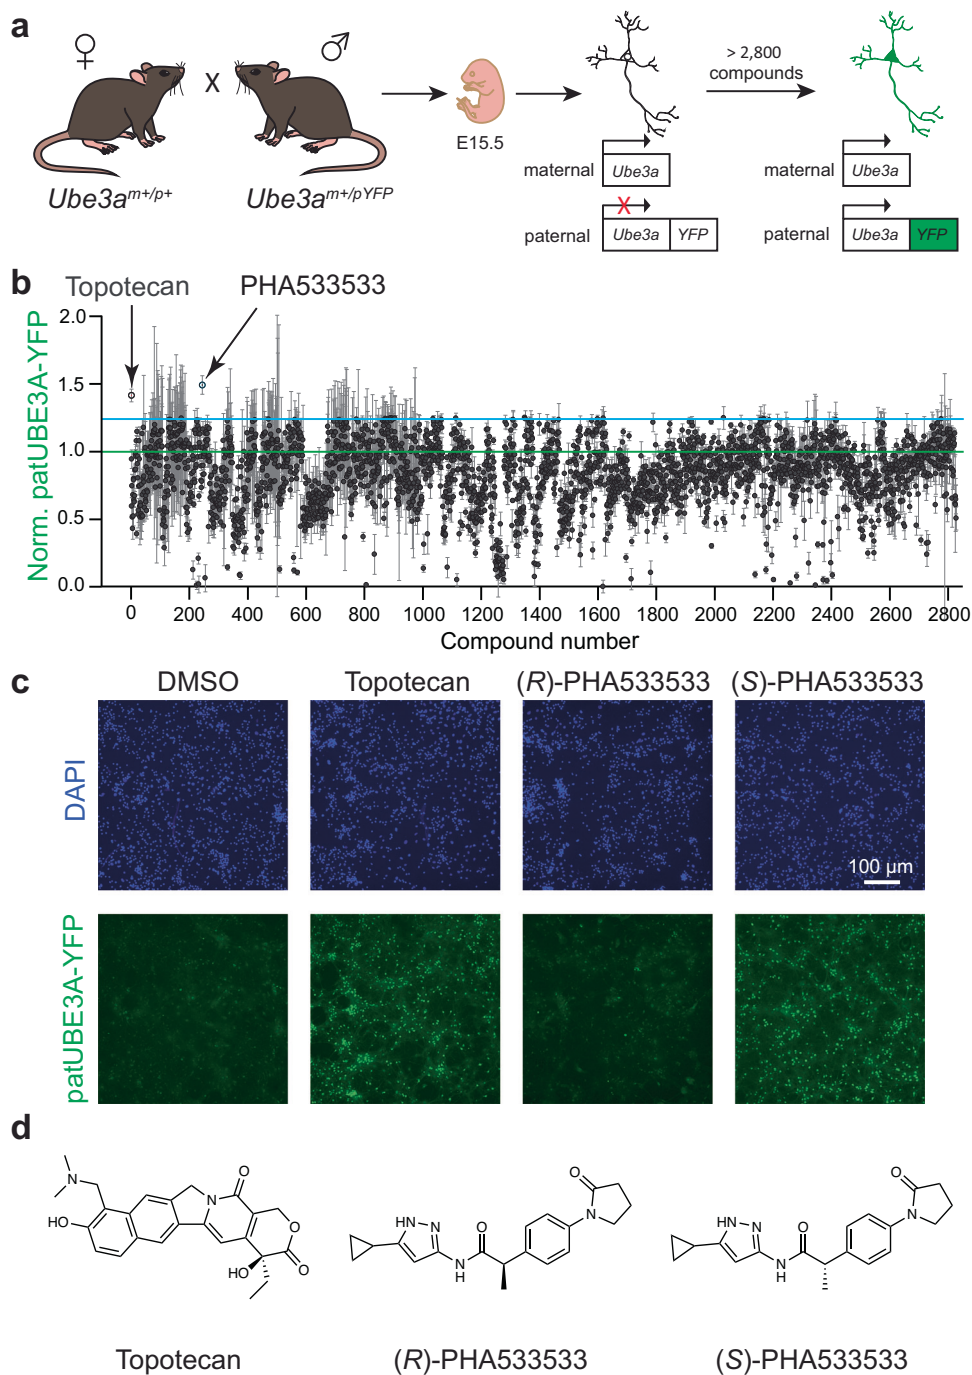 a
♀
X
♂
Ube3a^m+/p+
Ube3a^m+/pYFP
E15.5
> 2,800
compounds
maternal
Ube3a
paternal
X
Ube3a
YFP
maternal
Ube3a
paternal
Ube3a
YFP
b
Topotecan
PHA533533
Norm. patUBE3A-YFP
2.0
1.5
1.0
0.5
0.0
0 200 400 600 800 1000 1200 1400 1600 1800 2000 2200 2400 2600 2800
Compound number
c
DMSO
Topotecan
(R)-PHA533533
(S)-PHA533533
DAPI
100 µm
patUBE3A-YFP
d
N
HO
N
O
O
HO
O
HN
N
N
H
O
N
O
HN
N
N
H
O
N
O
Topotecan
(R)-PHA533533
(S)-PHA533533